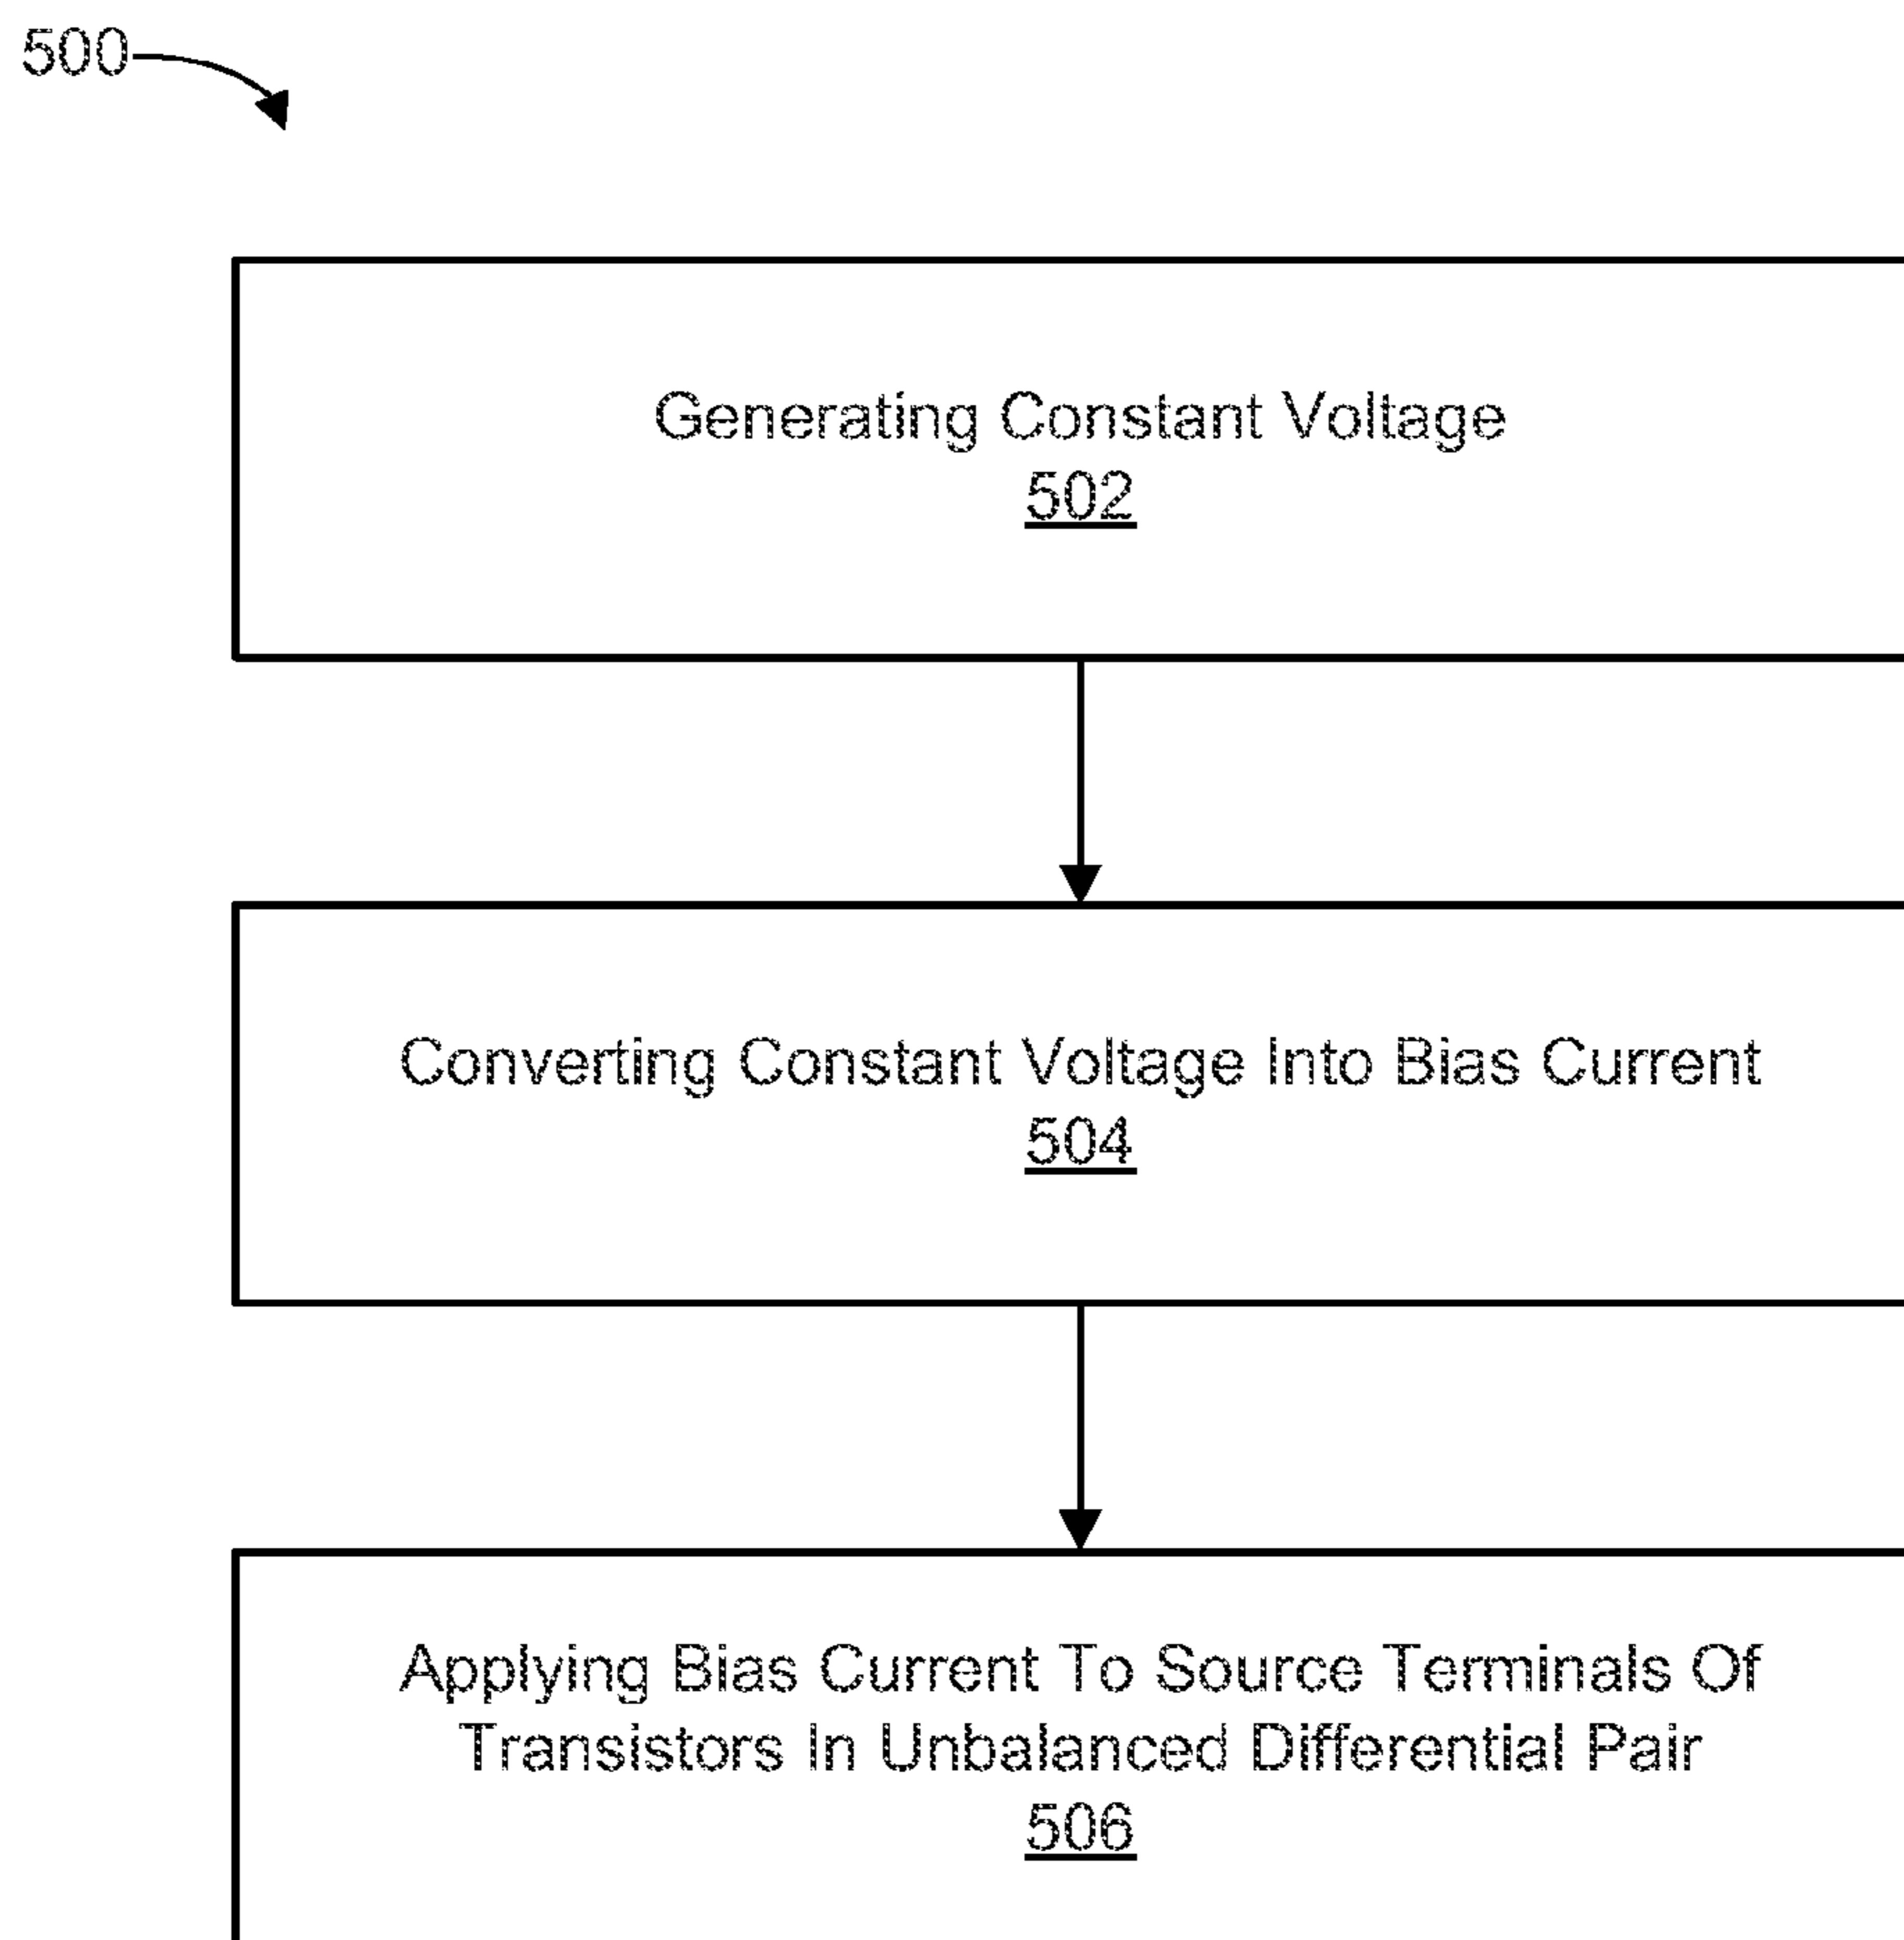 500
Generating Constant Voltage
502
Converting Constant Voltage Into Bias Current
504
Applying Bias Current To Source Terminals Of
Transistors In Unbalanced Differential Pair
506